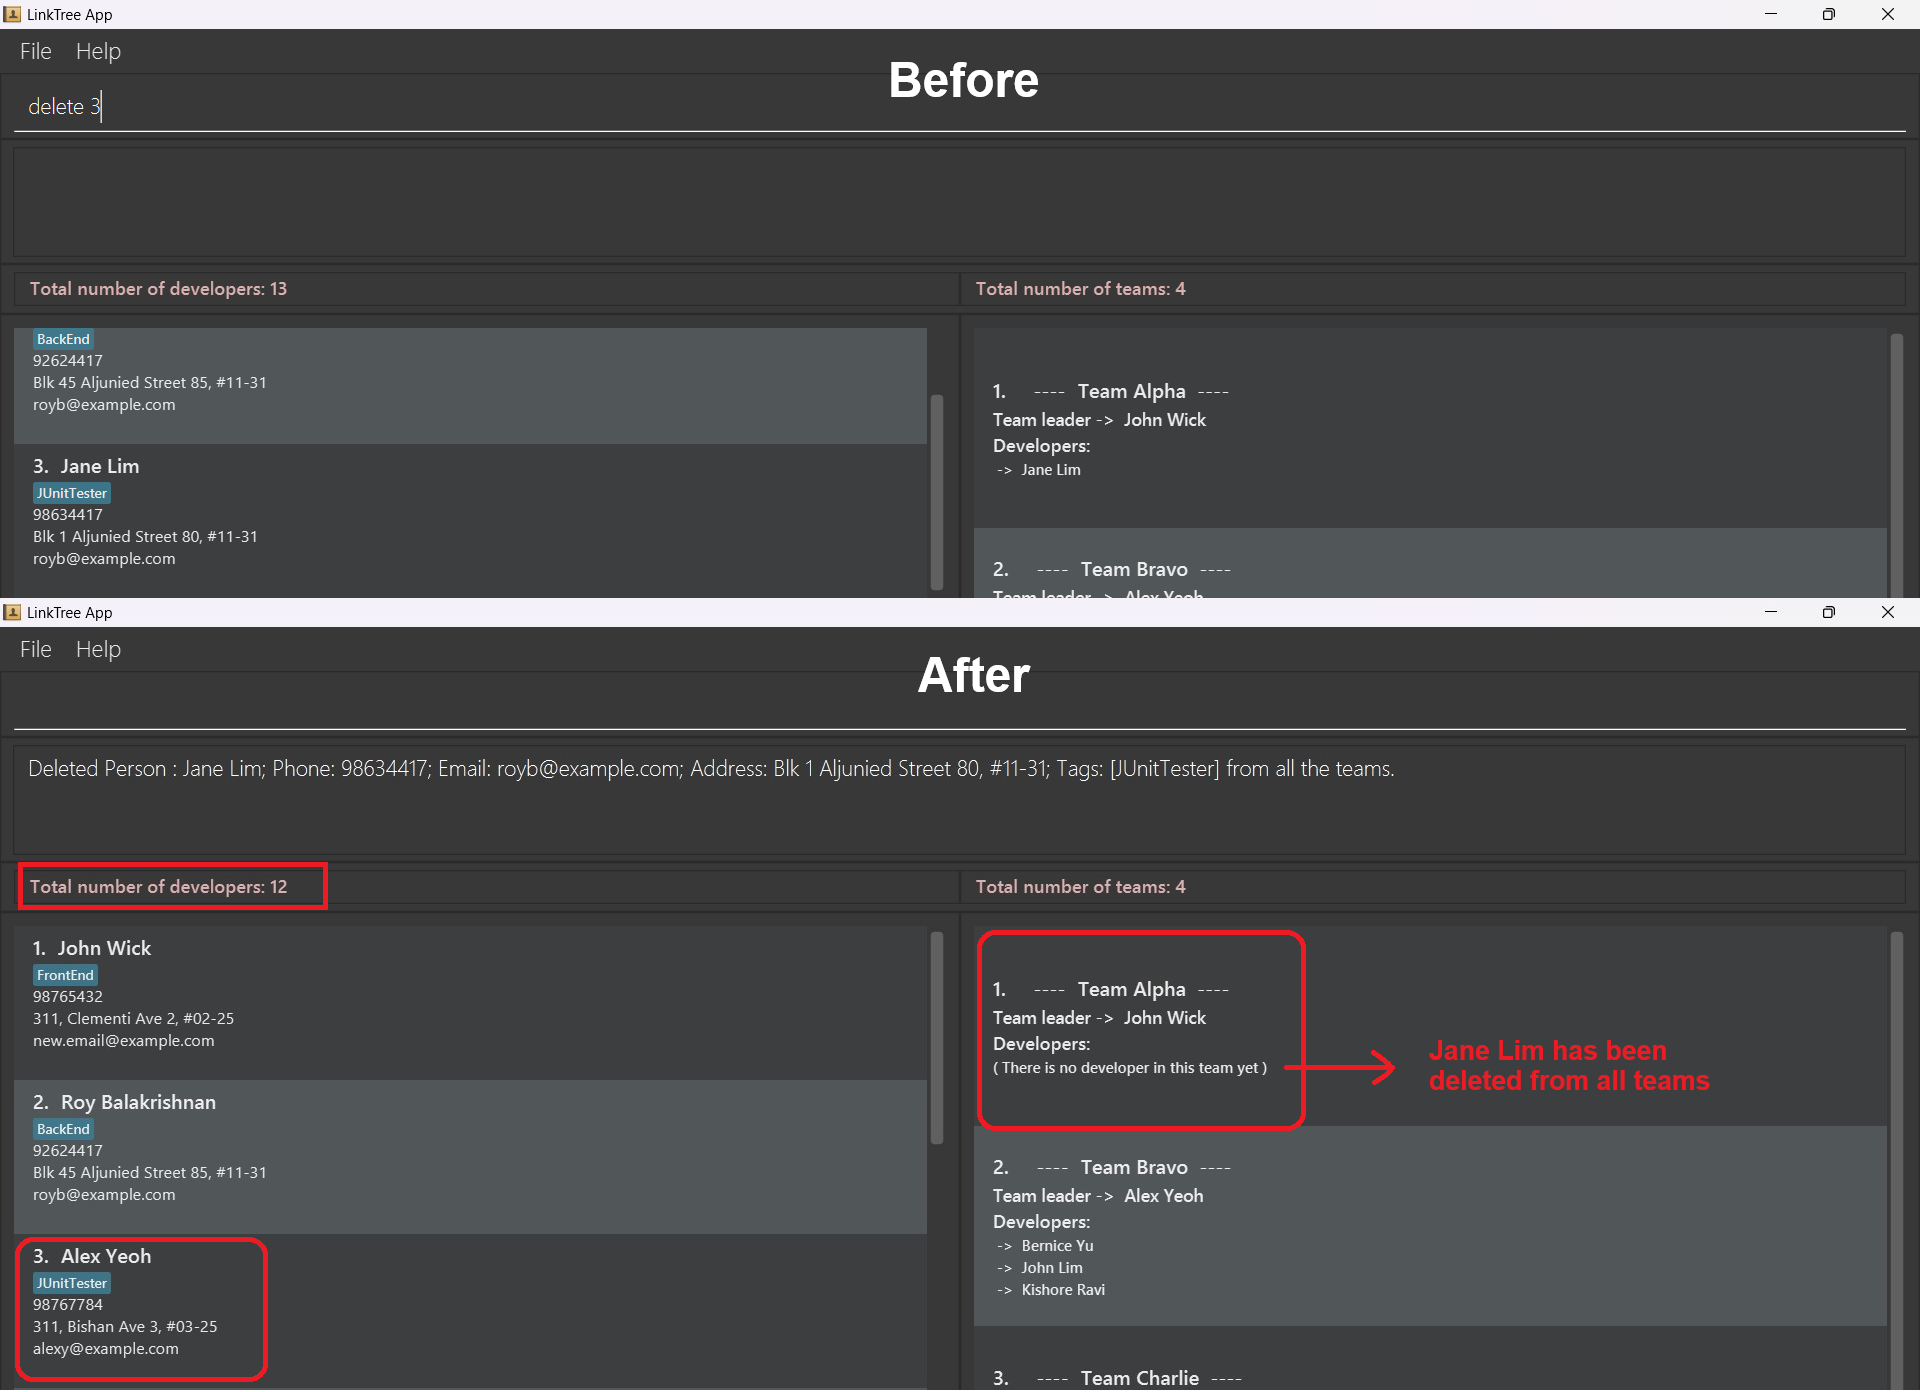 LinkTree App
File Help
Before
delete 3
Total number of developers: 13
Total number of teams: 4
BackEnd
92624417
Blk 45 Aljunied Street 85, #11-31
royb@example.com
3. Jane Lim
JUnitTester
98634417
Blk 1 Aljunied Street 80, #11-31
royb@example.com
1. ---- Team Alpha ----
Team leader -> John Wick
Developers:
-> Jane Lim
2. ---- Team Bravo ----
Team leader -> Alex Yeoh
LinkTree App
File Help
After
Deleted Person : Jane Lim; Phone: 98634417; Email: royb@example.com; Address: Blk 1 Aljunied Street 80, #11-31; Tags: [JUnitTester] from all the teams.
Total number of developers: 12
Total number of teams: 4
1. John Wick
FrontEnd
98765432
311, Clementi Ave 2, #02-25
new.email@example.com
2. Roy Balakrishnan
BackEnd
92624417
Blk 45 Aljunied Street 85, #11-31
royb@example.com
3. Alex Yeoh
JUnitTester
98767784
311, Bishan Ave 3, #03-25
alexy@example.com
1. ---- Team Alpha ----
Team leader -> John Wick
Developers:
( There is no developer in this team yet )
Jane Lim has been
deleted from all teams
2. ---- Team Bravo ----
Team leader -> Alex Yeoh
Developers:
-> Bernice Yu
-> John Lim
-> Kishore Ravi
3. ---- Team Charlie ----